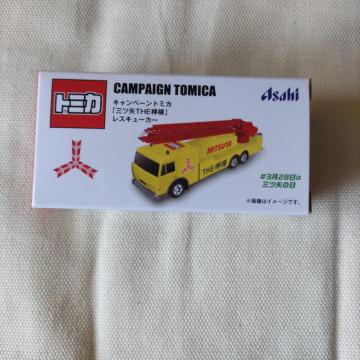 トミカ
CAMPAIGN TOMICA
キャンペーントミカ
「三ツ矢THE檸檬」
レスキューカー
Asahi
MITSUYA
THE檸檬
#3月28日は
三ツ矢の日
※画像はイメージです。